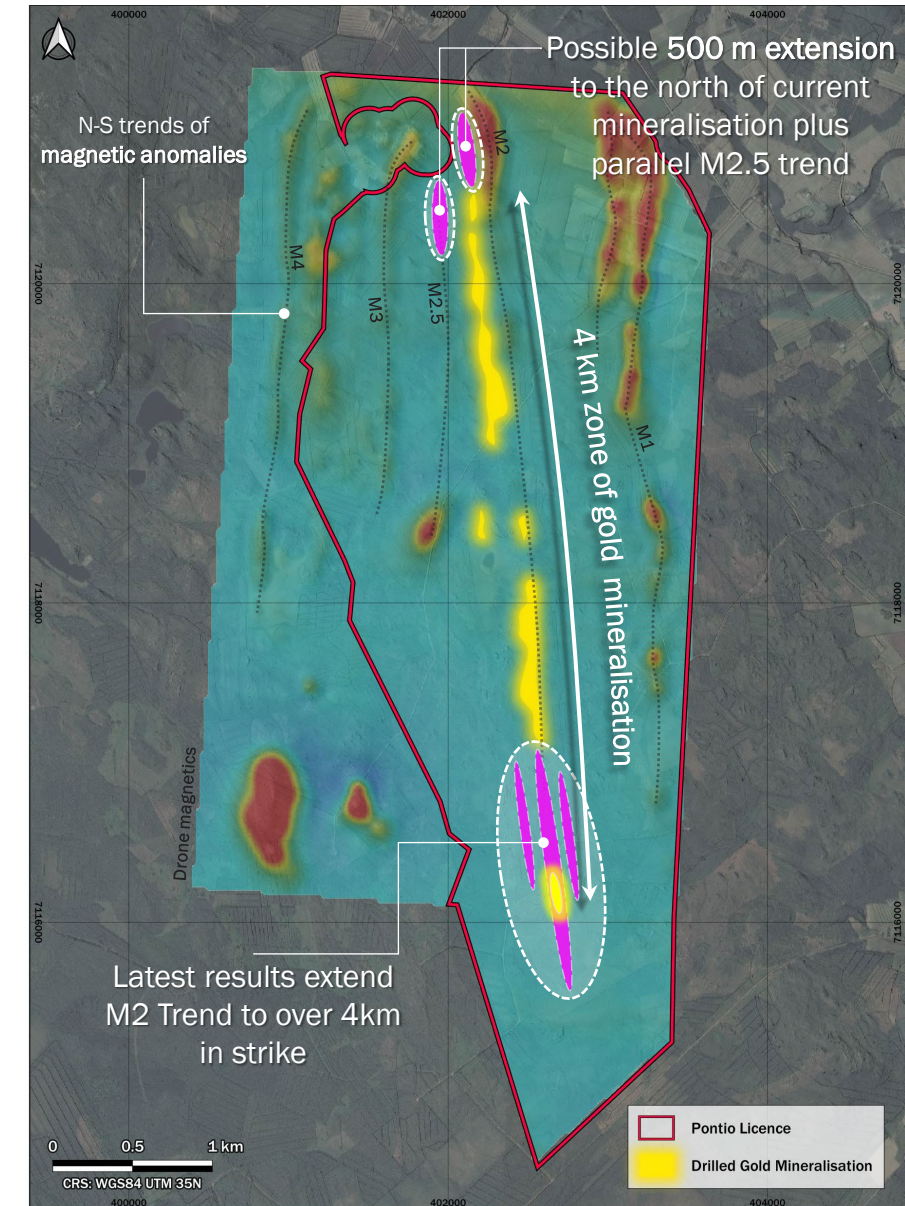 400000
402000
404000
Possible 500 m extension
to the north of current
mineralisation plus
parallel M2.5 trend
N-S trends of
magnetic anomalies
M2
M4
M3
M2.5
M1
7120000
7120000
4 km zone of gold mineralisation
7118000
7118000
Drone magnetics
7116000
7116000
Latest results extend
M2 Trend to over 4km
in strike
Pontio Licence
Drilled Gold Mineralisation
0 0.5 1 km
CRS: WGS84 UTM 35N
400000
402000
404000